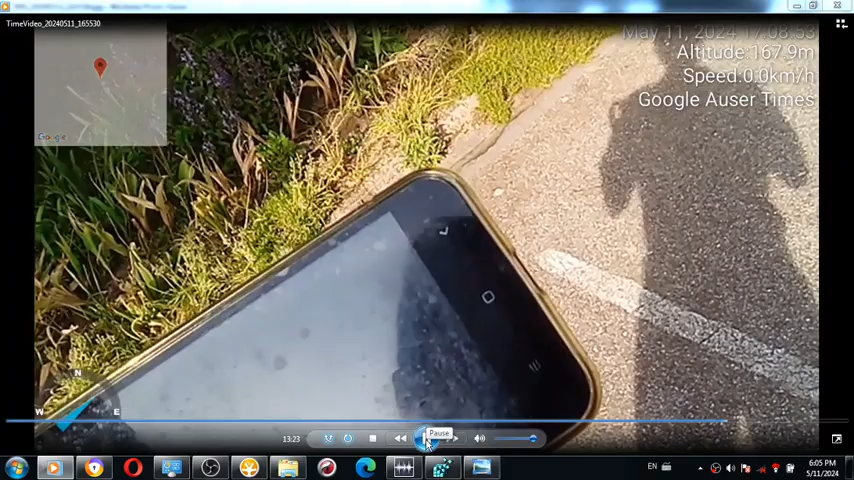 TimeVideo_20240511_165530
May 11, 2024 17:08:53
Altitude:167.9m
Speed:0.0km/h
Google Auser Times
Google
N
W
E
13:23
Pause
EN
6:05 PM
5/11/2024